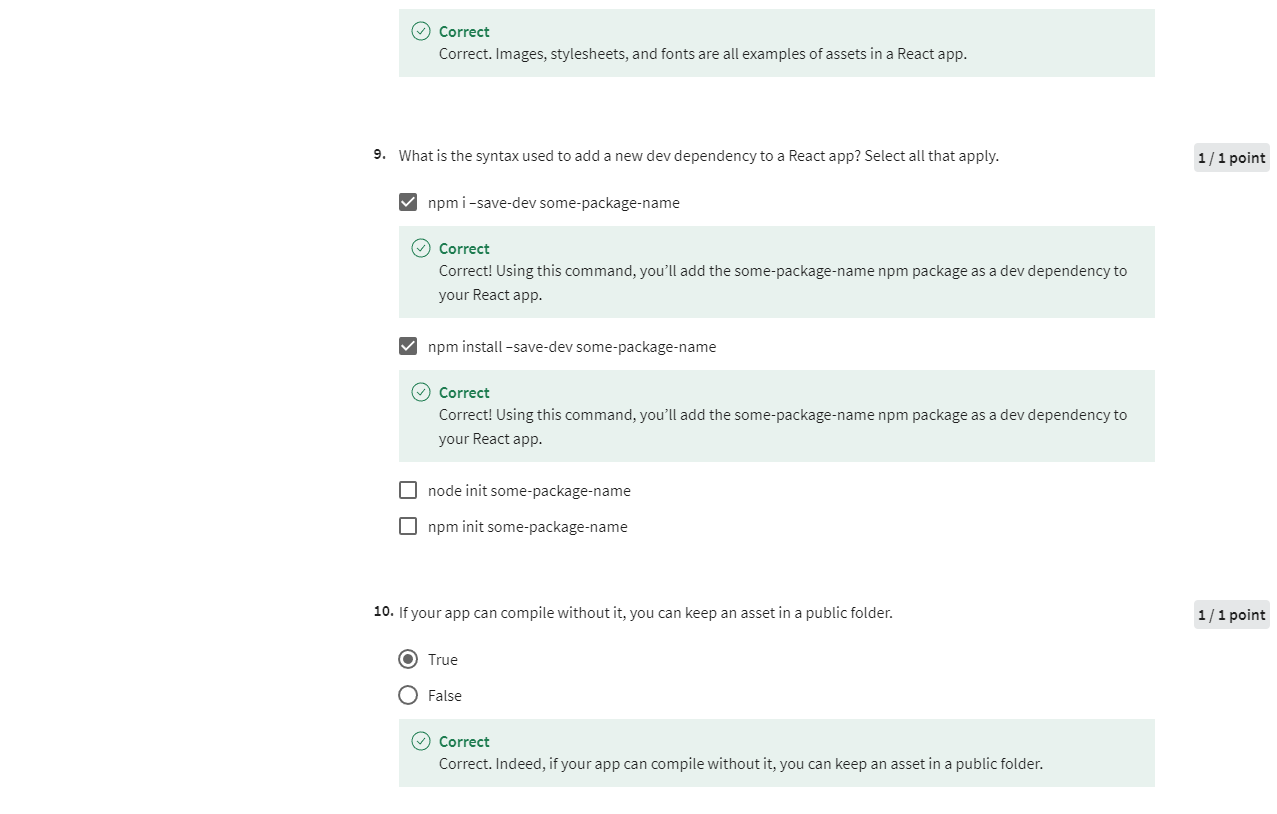 Correct
Correct. Images, stylesheets, and fonts are all examples of assets in a React app.
9. What is the syntax used to add a new dev dependency to a React app? Select all that apply.
1 / 1 point
npm i –save-dev some-package-name
Correct
Correct! Using this command, you’ll add the some-package-name npm package as a dev dependency to
your React app.
npm install –save-dev some-package-name
Correct
Correct! Using this command, you’ll add the some-package-name npm package as a dev dependency to
your React app.
node init some-package-name
npm init some-package-name
10. If your app can compile without it, you can keep an asset in a public folder.
1 / 1 point
True
False
Correct
Correct. Indeed, if your app can compile without it, you can keep an asset in a public folder.